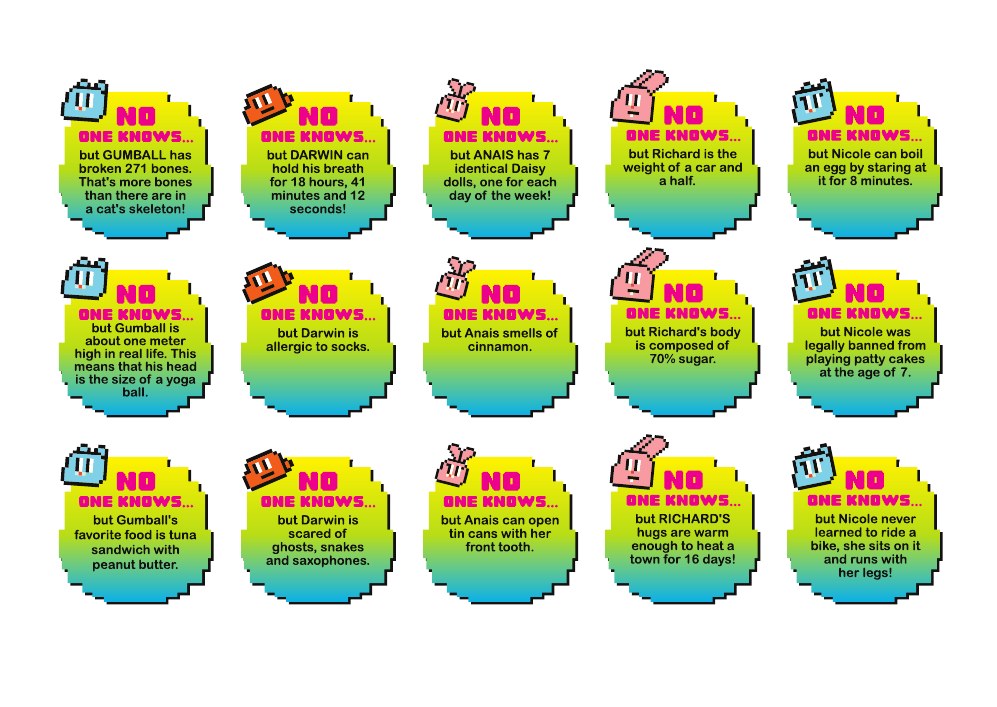 NO
ONE KNOWS...
but GUMBALL has
broken 271 bones.
That's more bones
than there are in
a cat's skeleton!
NO
ONE KNOWS...
but DARWIN can
hold his breath
for 18 hours, 41
minutes and 12
seconds!
NO
ONE KNOWS...
but ANAIS has 7
identical Daisy
dolls, one for each
day of the week!
NO
ONE KNOWS...
but Richard is the
weight of a car and
a half.
NO
ONE KNOWS...
but Nicole can boil
an egg by staring at
it for 8 minutes.
NO
ONE KNOWS...
but Gumball is
about one meter
high in real life. This
means that his head
is the size of a yoga
ball.
NO
ONE KNOWS...
but Darwin is
allergic to socks.
NO
ONE KNOWS...
but Anais smells of
cinnamon.
NO
ONE KNOWS...
but Richard's body
is composed of
70% sugar.
NO
ONE KNOWS...
but Nicole was
legally banned from
playing patty cakes
at the age of 7.
NO
ONE KNOWS...
but Gumball's
favorite food is tuna
sandwich with
peanut butter.
NO
ONE KNOWS...
but Darwin is
scared of
ghosts, snakes
and saxophones.
NO
ONE KNOWS...
but Anais can open
tin cans with her
front tooth.
NO
ONE KNOWS...
but RICHARD'S
hugs are warm
enough to heat a
town for 16 days!
NO
ONE KNOWS...
but Nicole never
learned to ride a
bike, she sits on it
and runs with
her legs!